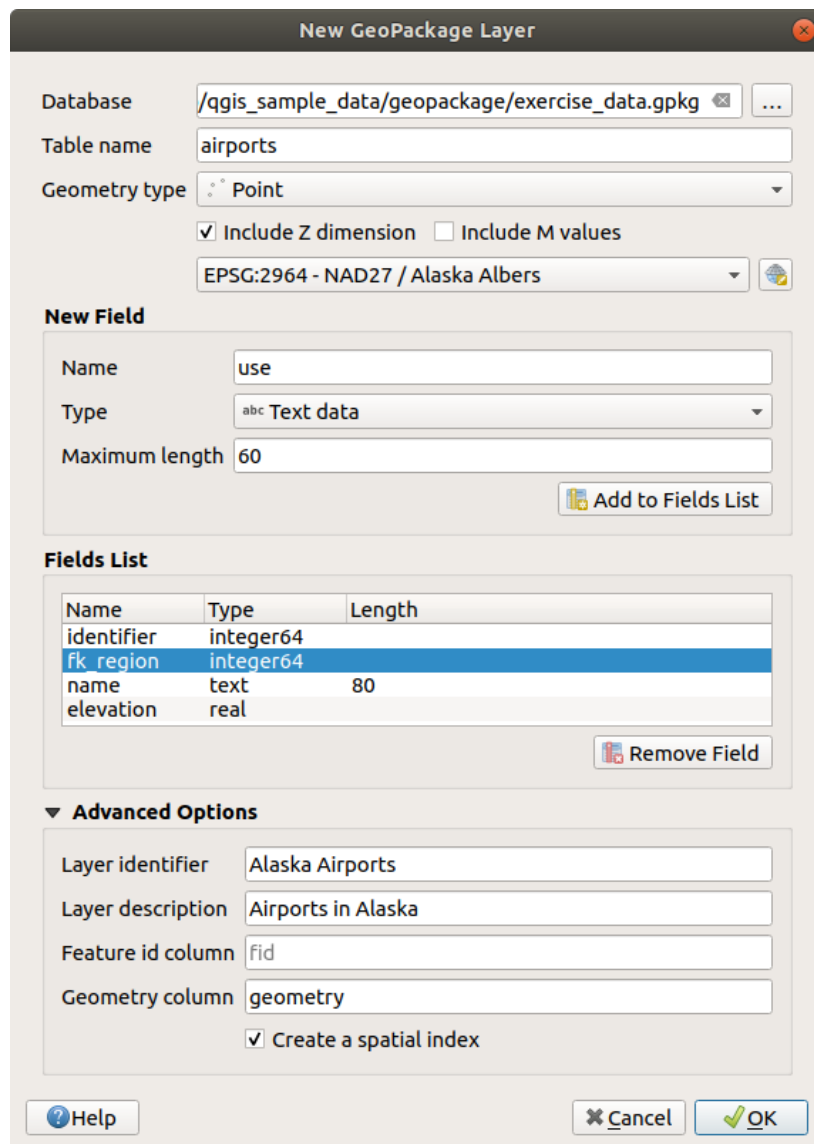 New GeoPackage Layer
Database /qgis_sample_data/geopackage/exercise_data.gpkg ...
Table name airports
Geometry type Point
Include Z dimension Include M values
EPSG:2964 - NAD27 / Alaska Albers
New Field
Name use
Type abc Text data
Maximum length 60
Add to Fields List
Fields List
Name Type Length
identifier integer64
fk_region integer64
name text 80
elevation real
Remove Field
Advanced Options
Layer identifier Alaska Airports
Layer description Airports in Alaska
Feature id column fid
Geometry column geometry
Create a spatial index
Help Cancel OK